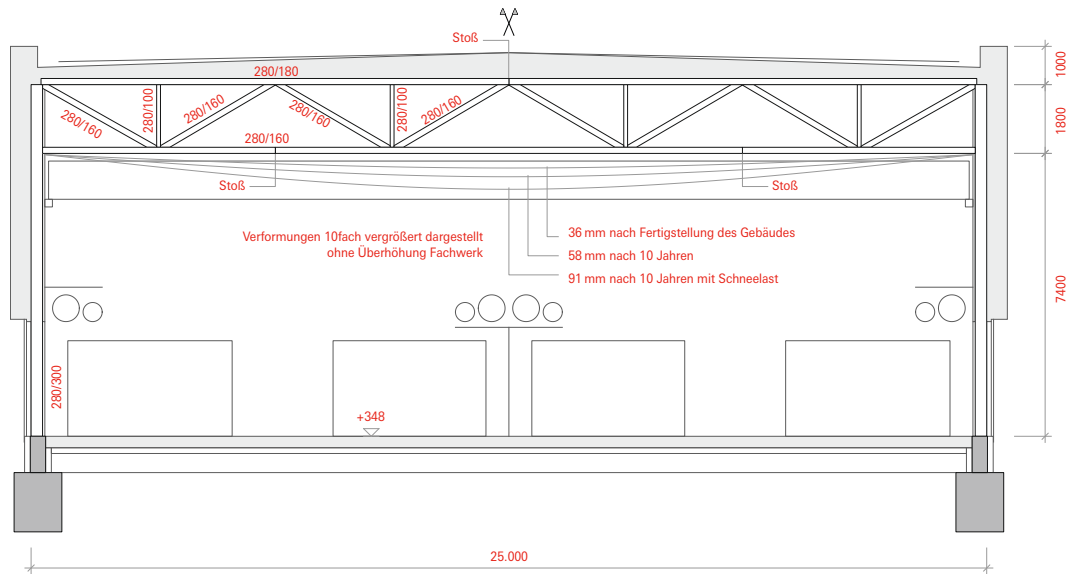 Stoß
280/180
1000
280/160
280/100
280/160
280/160
280/100
280/160
1800
280/160
Stoß
Stoß
Verformungen 10fach vergrößert dargestellt
ohne Überhöhung Fachwerk
36 mm nach Fertigstellung des Gebäudes
58 mm nach 10 Jahren
91 mm nach 10 Jahren mit Schneelast
7400
280/300
+348
25.000